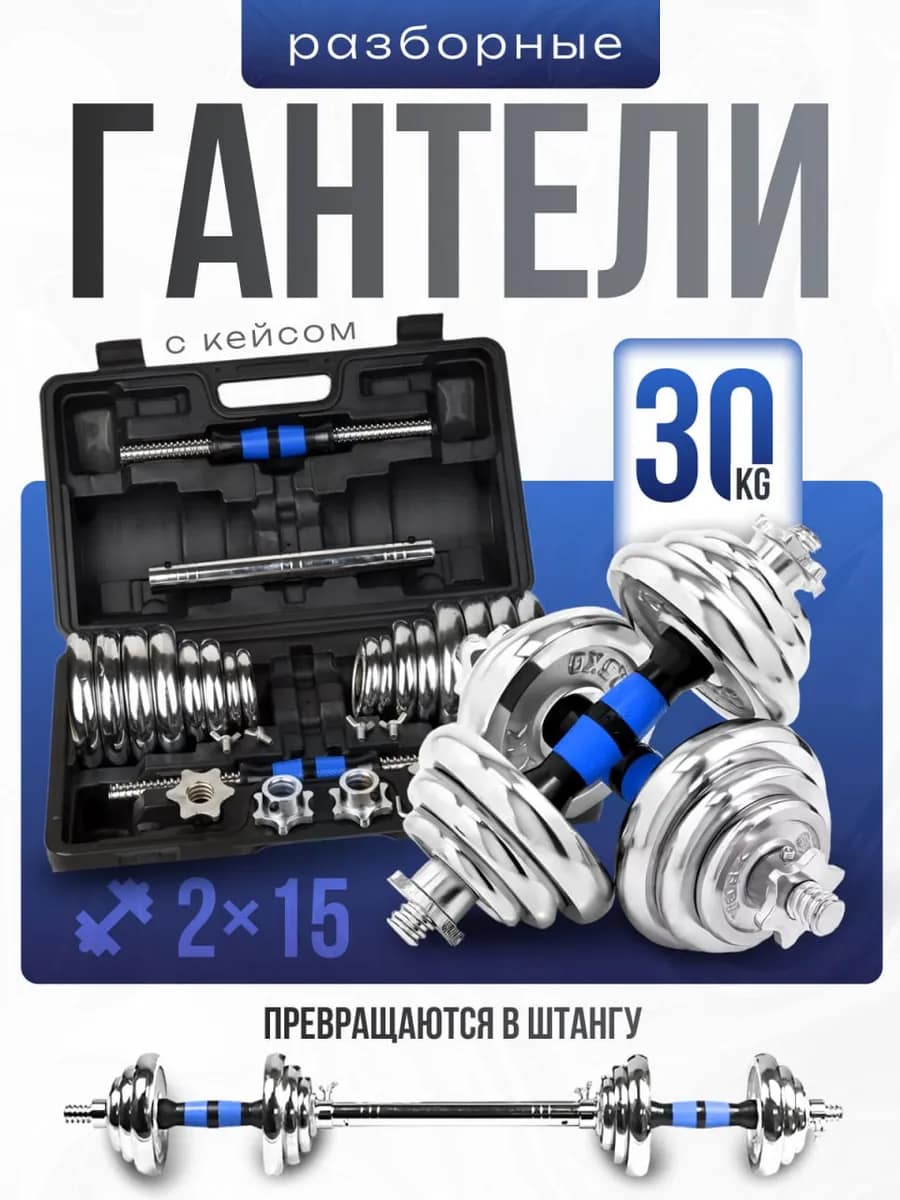 разборные
ГАНТЕЛИ
с кейсом
30
KG
2×15
ПРЕВРАЩАЮТСЯ В ШТАНГУ